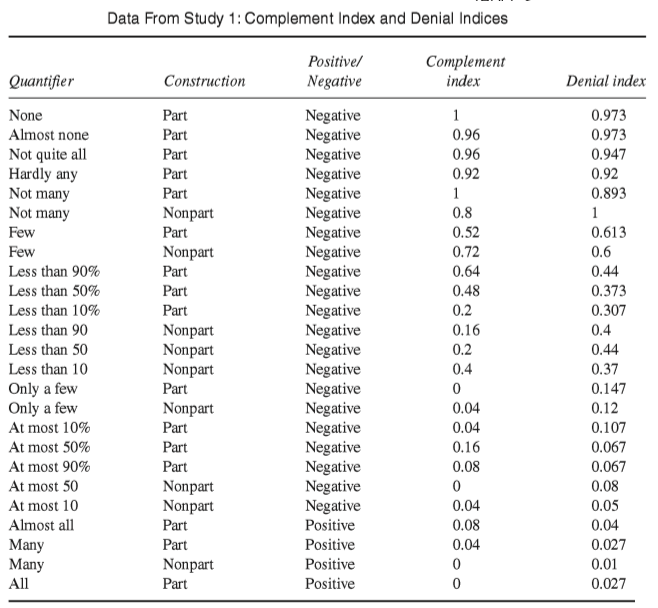 Data From Study 1: Complement Index and Denial Indices
Positive/ Complement
Quantifier Construction Negative index Denial index
None Part Negative 1 0.973
Almost none Part Negative 0.96 0.973
Not quite all Part Negative 0.96 0.947
Hardly any Part Negative 0.92 0.92
Not many Part Negative 1 0.893
Not many Nonpart Negative 0.8 1
Few Part Negative 0.52 0.613
Few Nonpart Negative 0.72 0.6
Less than 90% Part Negative 0.64 0.44
Less than 50% Part Negative 0.48 0.373
Less than 10% Part Negative 0.2 0.307
Less than 90 Nonpart Negative 0.16 0.4
Less than 50 Nonpart Negative 0.2 0.44
Less than 10 Nonpart Negative 0.4 0.37
Only a few Part Negative 0 0.147
Only a few Nonpart Negative 0.04 0.12
At most 10% Part Negative 0.04 0.107
At most 50% Part Negative 0.16 0.067
At most 90% Part Negative 0.08 0.067
At most 50 Nonpart Negative 0 0.08
At most 10 Nonpart Negative 0.04 0.05
Almost all Part Positive 0.08 0.04
Many Part Positive 0.04 0.027
Many Nonpart Positive 0 0.01
All Part Positive 0 0.027